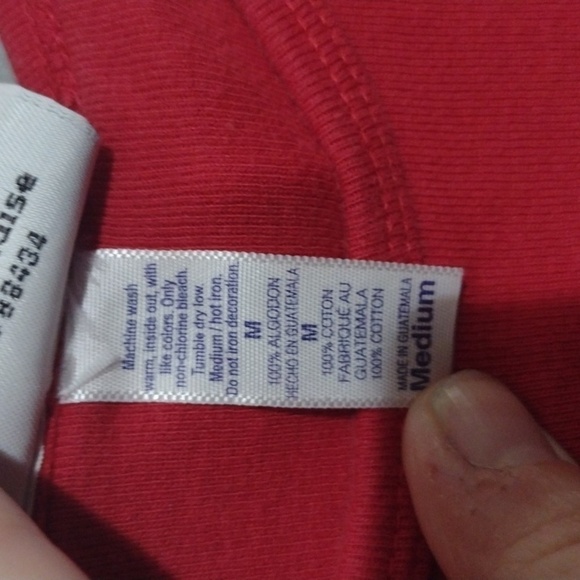 Medium
MADE IN GUATEMALA
100% COTTON
GUATEMALA
FABRIQUÉ AU
100% COTON
M
HECHO EN GUATEMALA
100% ALGODON
M
Do not iron decoration
Medium / hot iron.
Tumble dry low.
non-chlorine bleach.
like colors. Only
warm, inside out, with
Machine wash